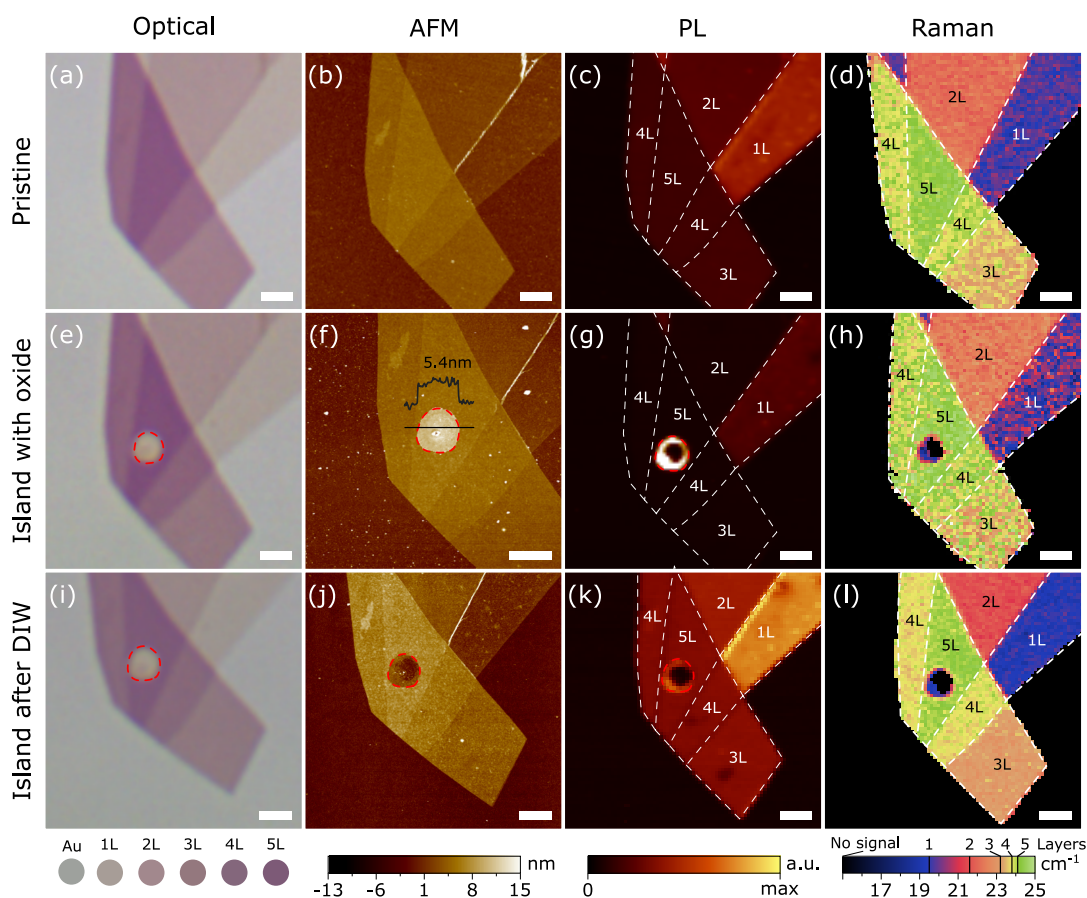 Optical AFM PL Raman
Pristine
(a) (b) (c) (d)
2L 4L 1L 5L 4L 3L
2L 4L 1L 5L 4L 3L
Island with oxide
(e) (f) (g) (h)
5.4nm
2L 4L 5L 1L 4L 3L
2L 4L 1L 5L 4L 3L
Island after DIW
(i) (j) (k) (l)
2L 4L 5L 1L 4L 3L
2L 4L 1L 5L 4L 3L
Au 1L 2L 3L 4L 5L
nm
-13 -6 1 8 15
a.u.
0 max
No signal 1 2 3 4 5 Layers
cm⁻¹
17 19 21 23 25